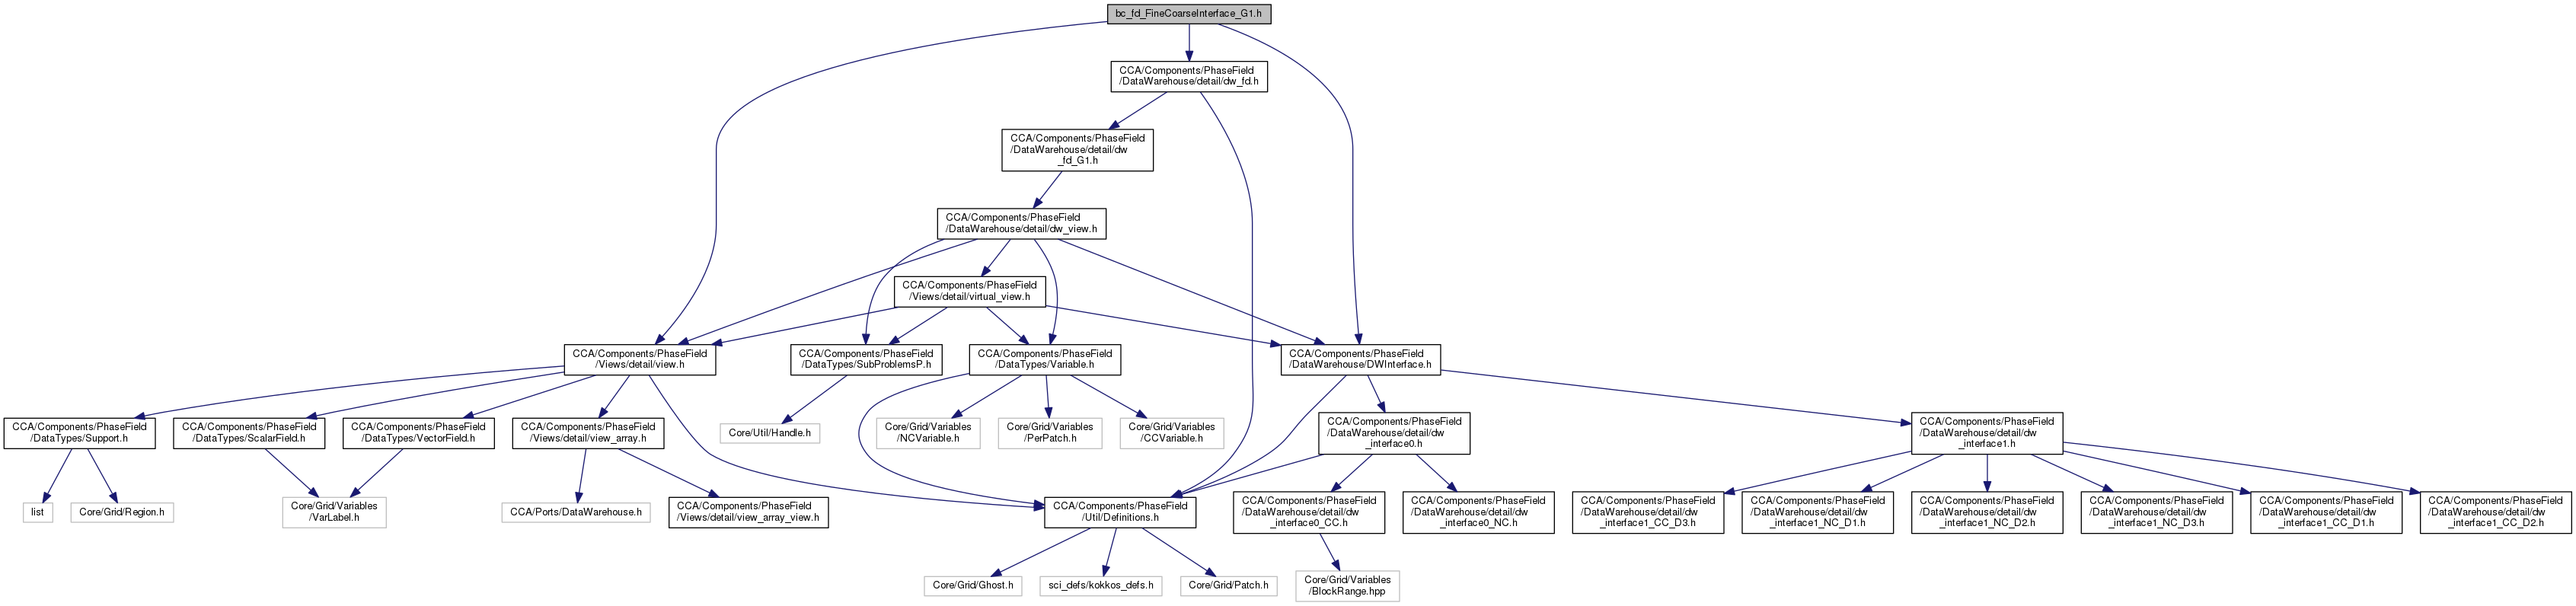 bc_fd_FineCoarseInterface_G1.h
CCA/Components/PhaseField
/DataWarehouse/detail/dw_fd.h
CCA/Components/PhaseField
/DataWarehouse/detail/dw
_fd_G1.h
CCA/Components/PhaseField
/DataWarehouse/detail/dw_view.h
CCA/Components/PhaseField
/Views/detail/virtual_view.h
CCA/Components/PhaseField
/Views/detail/view.h
CCA/Components/PhaseField
/DataTypes/SubProblemsP.h
CCA/Components/PhaseField
/DataTypes/Variable.h
CCA/Components/PhaseField
/DataWarehouse/DWInterface.h
CCA/Components/PhaseField
/DataTypes/Support.h
CCA/Components/PhaseField
/DataTypes/ScalarField.h
CCA/Components/PhaseField
/DataTypes/VectorField.h
CCA/Components/PhaseField
/Views/detail/view_array.h
Core/Util/Handle.h
Core/Grid/Variables
/NCVariable.h
Core/Grid/Variables
/PerPatch.h
Core/Grid/Variables
/CCVariable.h
CCA/Components/PhaseField
/DataWarehouse/detail/dw
_interface0.h
CCA/Components/PhaseField
/DataWarehouse/detail/dw
_interface1.h
list
Core/Grid/Region.h
Core/Grid/Variables
/VarLabel.h
CCA/Ports/DataWarehouse.h
CCA/Components/PhaseField
/Views/detail/view_array_view.h
CCA/Components/PhaseField
/Util/Definitions.h
CCA/Components/PhaseField
/DataWarehouse/detail/dw
_interface0_CC.h
CCA/Components/PhaseField
/DataWarehouse/detail/dw
_interface0_NC.h
CCA/Components/PhaseField
/DataWarehouse/detail/dw
_interface1_CC_D3.h
CCA/Components/PhaseField
/DataWarehouse/detail/dw
_interface1_NC_D1.h
CCA/Components/PhaseField
/DataWarehouse/detail/dw
_interface1_NC_D2.h
CCA/Components/PhaseField
/DataWarehouse/detail/dw
_interface1_NC_D3.h
CCA/Components/PhaseField
/DataWarehouse/detail/dw
_interface1_CC_D1.h
CCA/Components/PhaseField
/DataWarehouse/detail/dw
_interface1_CC_D2.h
Core/Grid/Ghost.h
sci_defs/kokkos_defs.h
Core/Grid/Patch.h
Core/Grid/Variables
/BlockRange.hpp